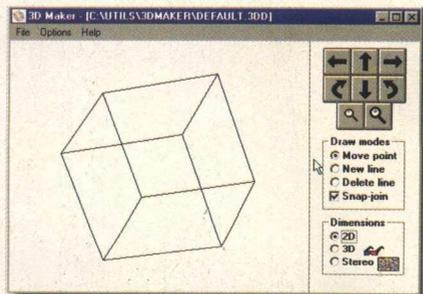 3D Maker - [C:\UTILS\3DMAKER\DEFAULT.3DD]
File Options Help
Draw modes
Move point
New line
Delete line
Snap-join
Dimensions
2D
3D
Stereo